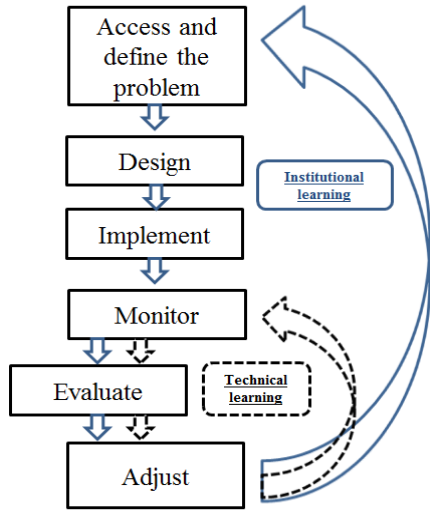 Access and
define the
problem
Design
Institutional
learning
Implement
Monitor
Evaluate
Technical
learning
Adjust